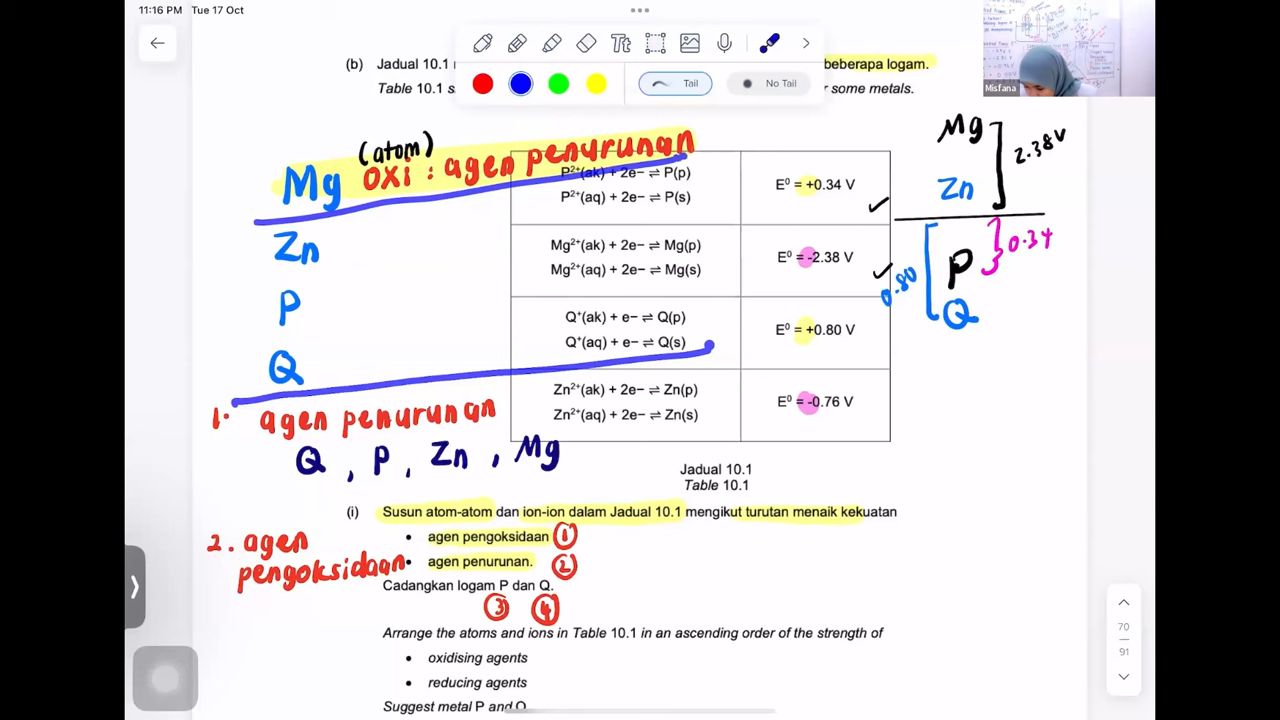 11:16 PM Tue 17 Oct
Tt
Tail
No Tail
Misfana
(b) Jadual 10.1 beberapa logam.
Table 10.1 s r some metals.
(atom)
Mg OXi : agen penurunan
Zn
P
Q
P²⁺(ak) + 2e− ⇌ P(p)
P²⁺(aq) + 2e− ⇌ P(s)
E⁰ = +0.34 V
Mg²⁺(ak) + 2e− ⇌ Mg(p)
Mg²⁺(aq) + 2e− ⇌ Mg(s)
E⁰ = -2.38 V
Q⁺(ak) + e− ⇌ Q(p)
Q⁺(aq) + e− ⇌ Q(s)
E⁰ = +0.80 V
Zn²⁺(ak) + 2e− ⇌ Zn(p)
Zn²⁺(aq) + 2e− ⇌ Zn(s)
E⁰ = -0.76 V
Mg
2.38V
Zn
P
0.34
0.80
Q
1. agen penurunan
Q , P , Zn , Mg
Jadual 10.1
Table 10.1
(i) Susun atom-atom dan ion-ion dalam Jadual 10.1 mengikut turutan menaik kekuatan
• agen pengoksidaan ①
• agen penurunan. ②
2. agen
pengoksidaan
Cadangkan logam P dan Q.
③ ④
Arrange the atoms and ions in Table 10.1 in an ascending order of the strength of
• oxidising agents
• reducing agents
Suggest metal P and Q
70
91